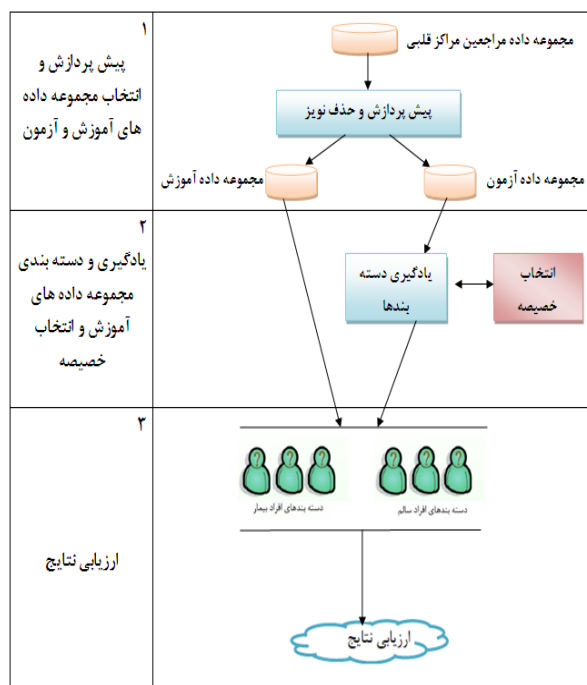 ۱
پیش پردازش و
انتخاب مجموعه داده
های آموزش و آزمون
مجموعه داده مراجعین مراکز قلبی
پیش پردازش و حذف نویز
مجموعه داده آزمون
مجموعه داده آموزش
۲
یادگیری و دسته بندی
مجموعه داده های
آموزش و انتخاب
خصیصه
یادگیری دسته
بندها
انتخاب
خصیصه
۳
ارزیابی نتایج
? ? ?
? ? ?
دسته بندهای افراد سالم
دسته بندهای افراد بیمار
ارزیابی نتایج